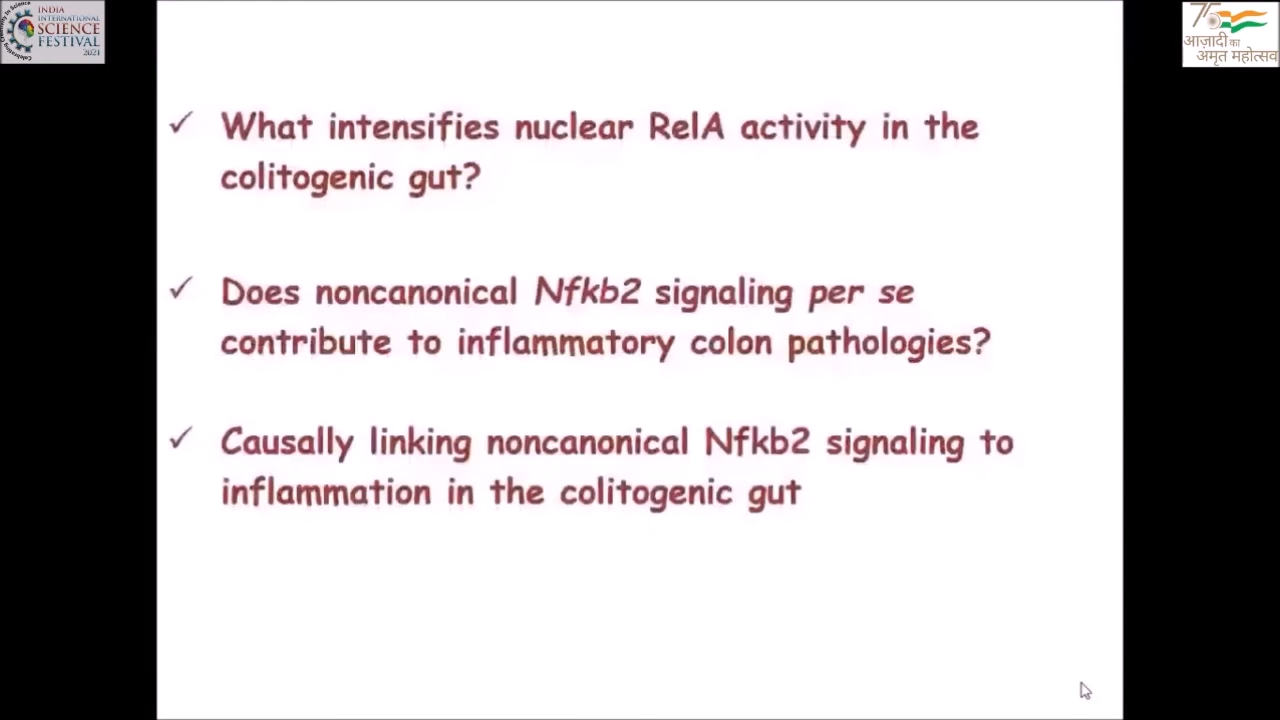 INDIA
INTERNATIONAL
SCIENCE
FESTIVAL
2021
75
आज़ादी का
अमृत महोत्सव
✓ What intensifies nuclear RelA activity in the
colitogenic gut?
✓ Does noncanonical Nfkb2 signaling per se
contribute to inflammatory colon pathologies?
✓ Causally linking noncanonical Nfkb2 signaling to
inflammation in the colitogenic gut